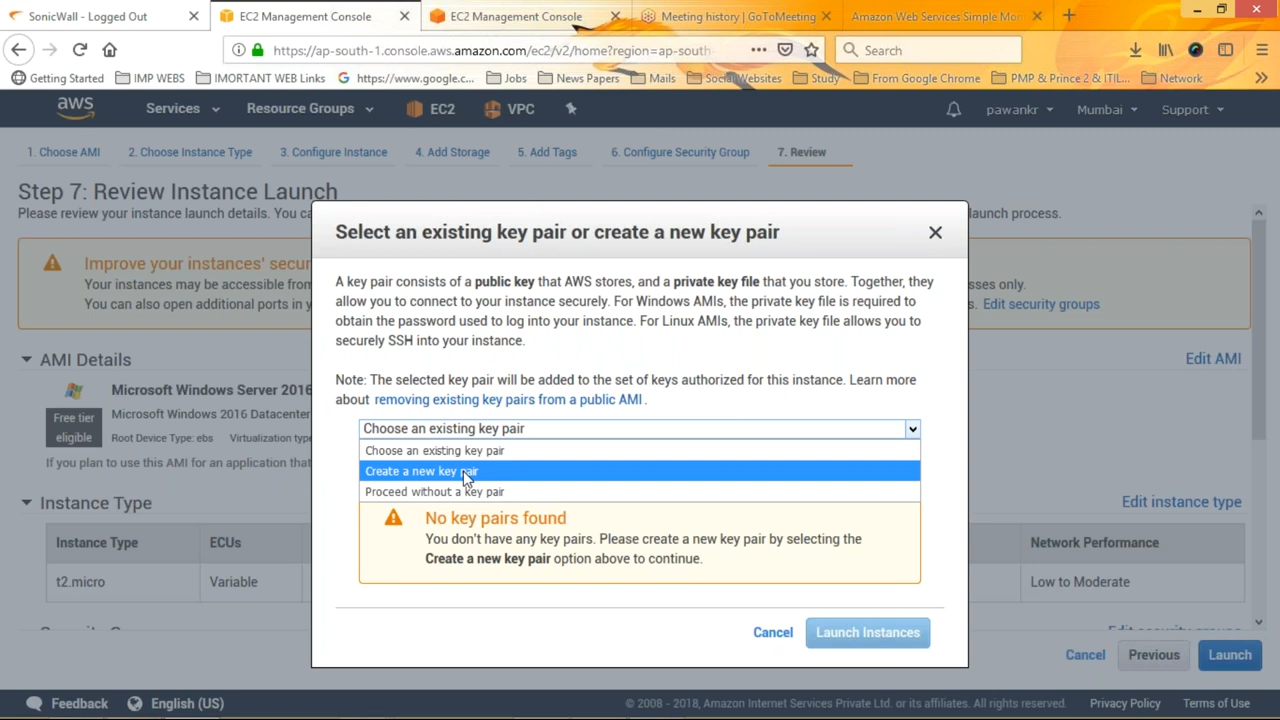 SonicWall - Logged Out
EC2 Management Console
EC2 Management Console
Meeting history | GoToMeeting
Amazon Web Services Simple Mon
https://ap-south-1.console.aws.amazon.com/ec2/v2/home?region=ap-south-
Search
Getting Started
IMP WEBS
IMORTANT WEB Links
https://www.google.c...
Jobs
News Papers
Mails
Social Websites
Study
From Google Chrome
PMP & Prince 2 & ITIL...
Network
aws
Services
Resource Groups
EC2
VPC
pawankr
Mumbai
Support
1. Choose AMI
2. Choose Instance Type
3. Configure Instance
4. Add Storage
5. Add Tags
6. Configure Security Group
7. Review
Step 7: Review Instance Launch
Please review your instance launch details. You ca
launch process.
Improve your instances' secur
Your instances may be accessible from
sses only.
You can also open additional ports in y
s. Edit security groups
AMI Details
Edit AMI
Microsoft Windows Server 2016
Free tier
eligible
Microsoft Windows 2016 Datacenter
Root Device Type: ebs
Virtualization type
If you plan to use this AMI for an application that
Instance Type
Edit instance type
Instance Type
ECUs
Network Performance
t2.micro
Variable
Low to Moderate
Select an existing key pair or create a new key pair
A key pair consists of a public key that AWS stores, and a private key file that you store. Together, they
allow you to connect to your instance securely. For Windows AMIs, the private key file is required to
obtain the password used to log into your instance. For Linux AMIs, the private key file allows you to
securely SSH into your instance.
Note: The selected key pair will be added to the set of keys authorized for this instance. Learn more
about removing existing key pairs from a public AMI .
Choose an existing key pair
Choose an existing key pair
Create a new key pair
Proceed without a key pair
No key pairs found
You don't have any key pairs. Please create a new key pair by selecting the
Create a new key pair option above to continue.
Cancel
Launch Instances
Cancel
Previous
Launch
Feedback
English (US)
© 2008 - 2018, Amazon Internet Services Private Ltd. or its affiliates. All rights reserved.
Privacy Policy
Terms of Use